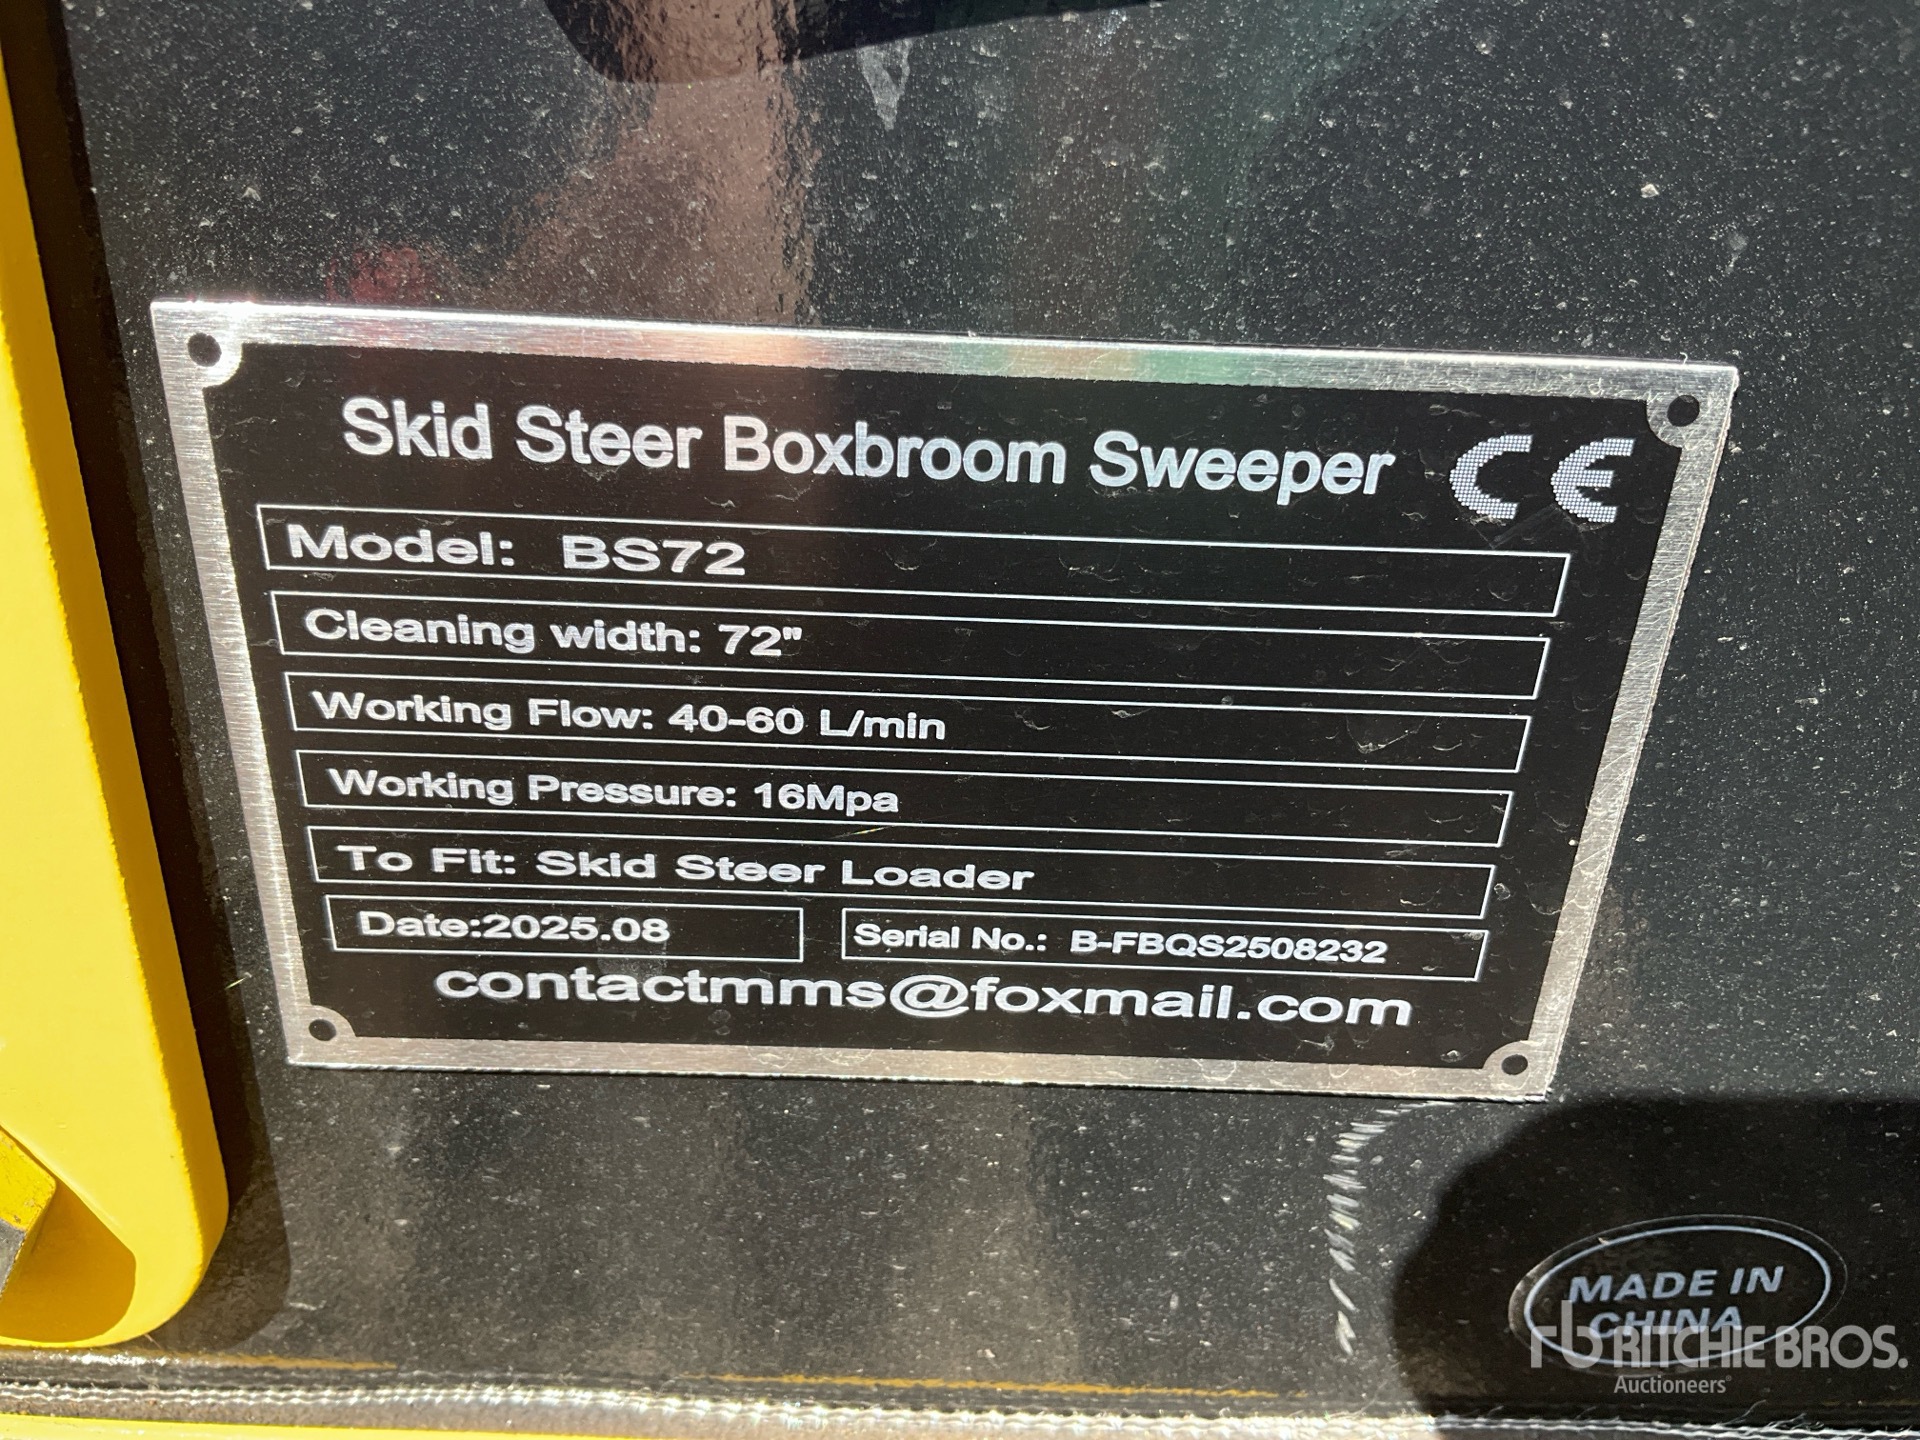 Skid Steer Boxbroom Sweeper CE
Model: BS72
Cleaning width: 72"
Working Flow: 40-60 L/min
Working Pressure: 16Mpa
To Fit: Skid Steer Loader
Date:2025.08 Serial No.: B-FBQS2508232
contactmms@foxmail.com
MADE IN
CHINA
rb RITCHIE BROS.
Auctioneers